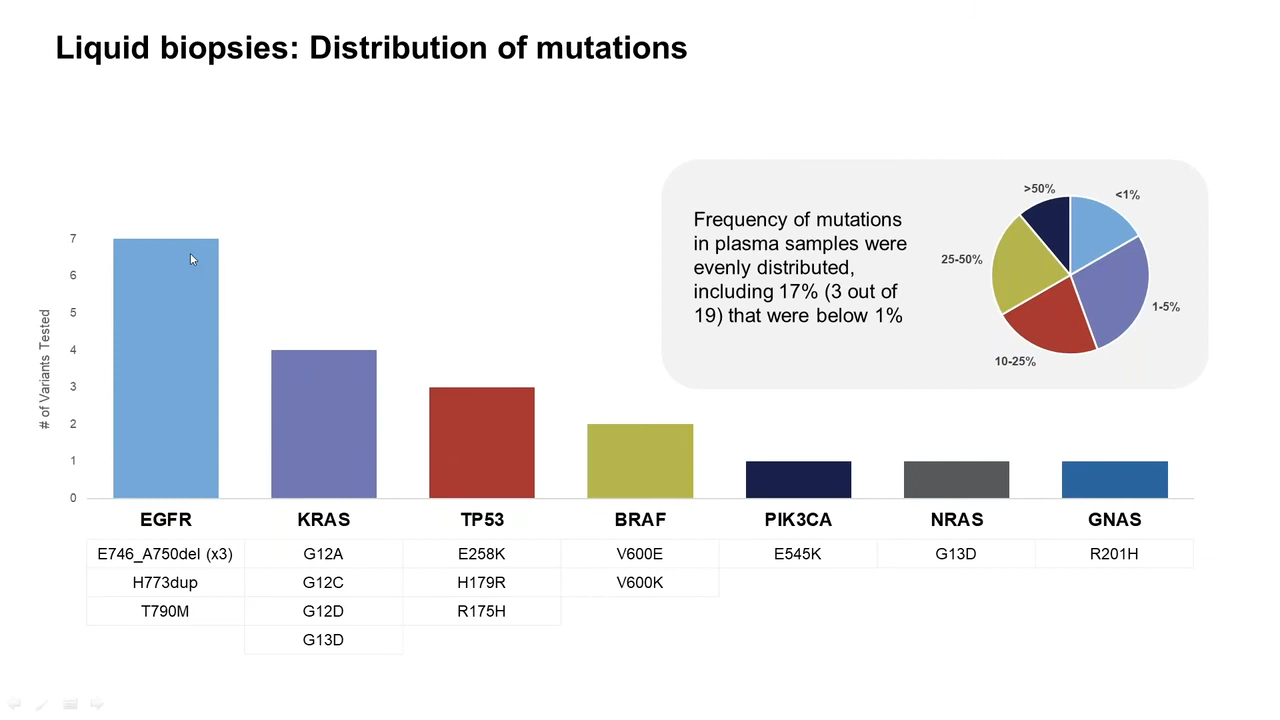 Liquid biopsies: Distribution of mutations
Frequency of mutations
in plasma samples were
evenly distributed,
including 17% (3 out of
19) that were below 1%
>50%
<1%
25-50%
1-5%
10-25%
# of Variants Tested
7
6
5
4
3
2
1
0
EGFR KRAS TP53 BRAF PIK3CA NRAS GNAS
E746_A750del (x3) G12A E258K V600E E545K G13D R201H
H773dup G12C H179R V600K
T790M G12D R175H
G13D